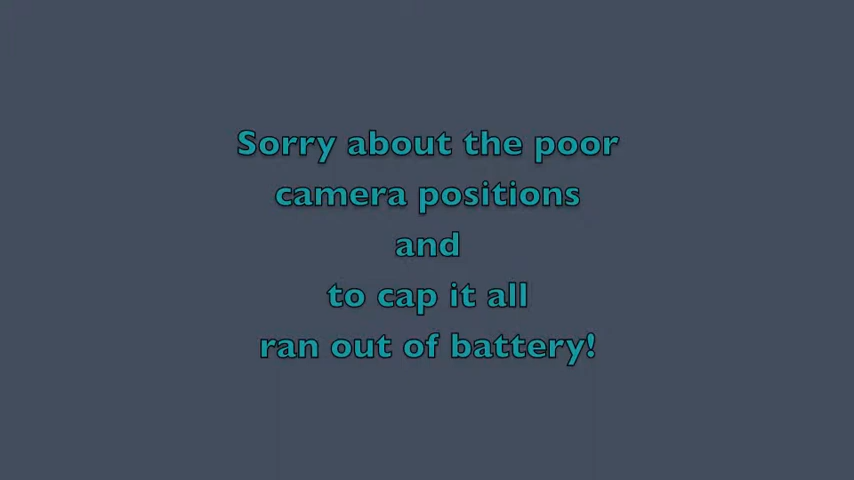 Sorry about the poor
camera positions
and
to cap it all
ran out of battery!